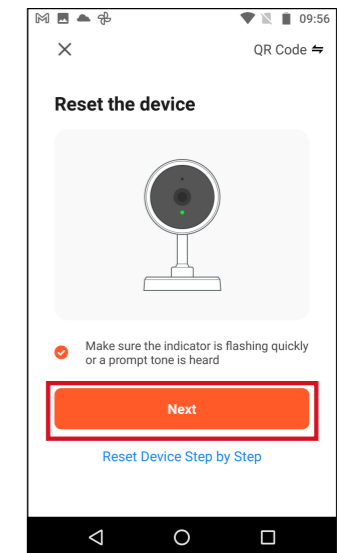 09:56
QR Code
Reset the device
Make sure the indicator is flashing quickly
or a prompt tone is heard
Next
Reset Device Step by Step